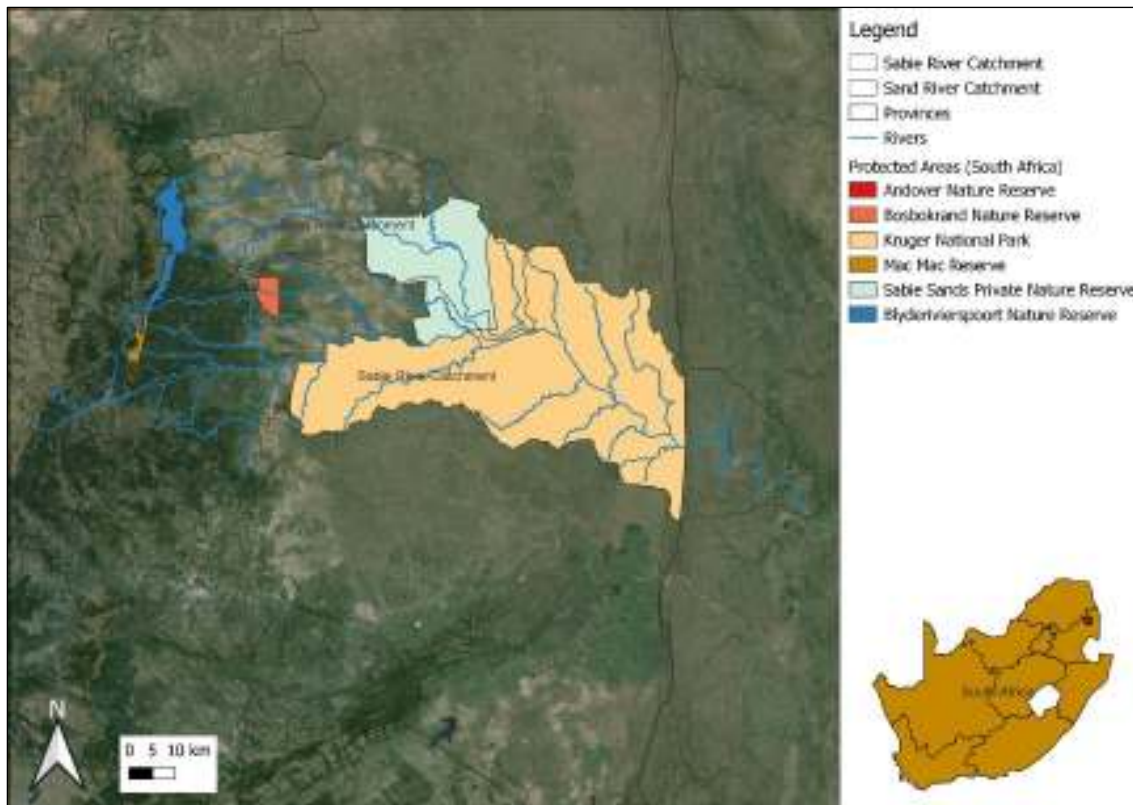 Legend
Sabie River Catchment
Sand River Catchment
Provinces
Rivers
Protected Areas (South Africa)
Andover Nature Reserve
Bosbokrand Nature Reserve
Kruger National Park
Mac Mac Reserve
Sabie Sands Private Nature Reserve
Blyderivierspoort Nature Reserve
Catchment
Sabie River Catchment
South Africa
N
0 5 10 km